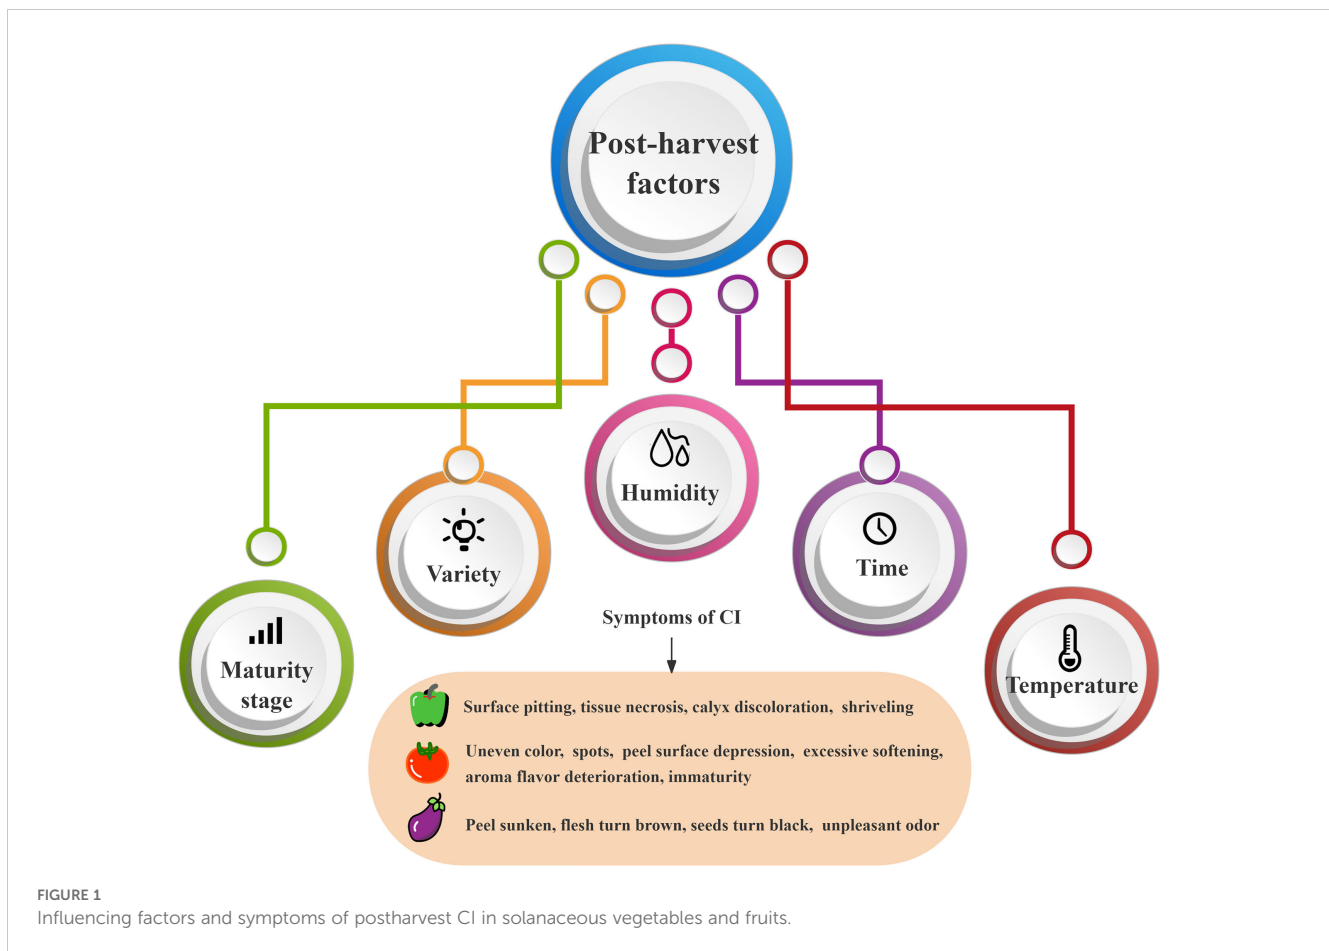 Post-harvest
factors
Humidity
Variety
Time
Maturity
stage
Temperature
Symptoms of CI
Surface pitting, tissue necrosis, calyx discoloration, shriveling
Uneven color, spots, peel surface depression, excessive softening,
aroma flavor deterioration, immaturity
Peel sunken, flesh turn brown, seeds turn black, unpleasant odor
FIGURE 1
Influencing factors and symptoms of postharvest CI in solanaceous vegetables and fruits.